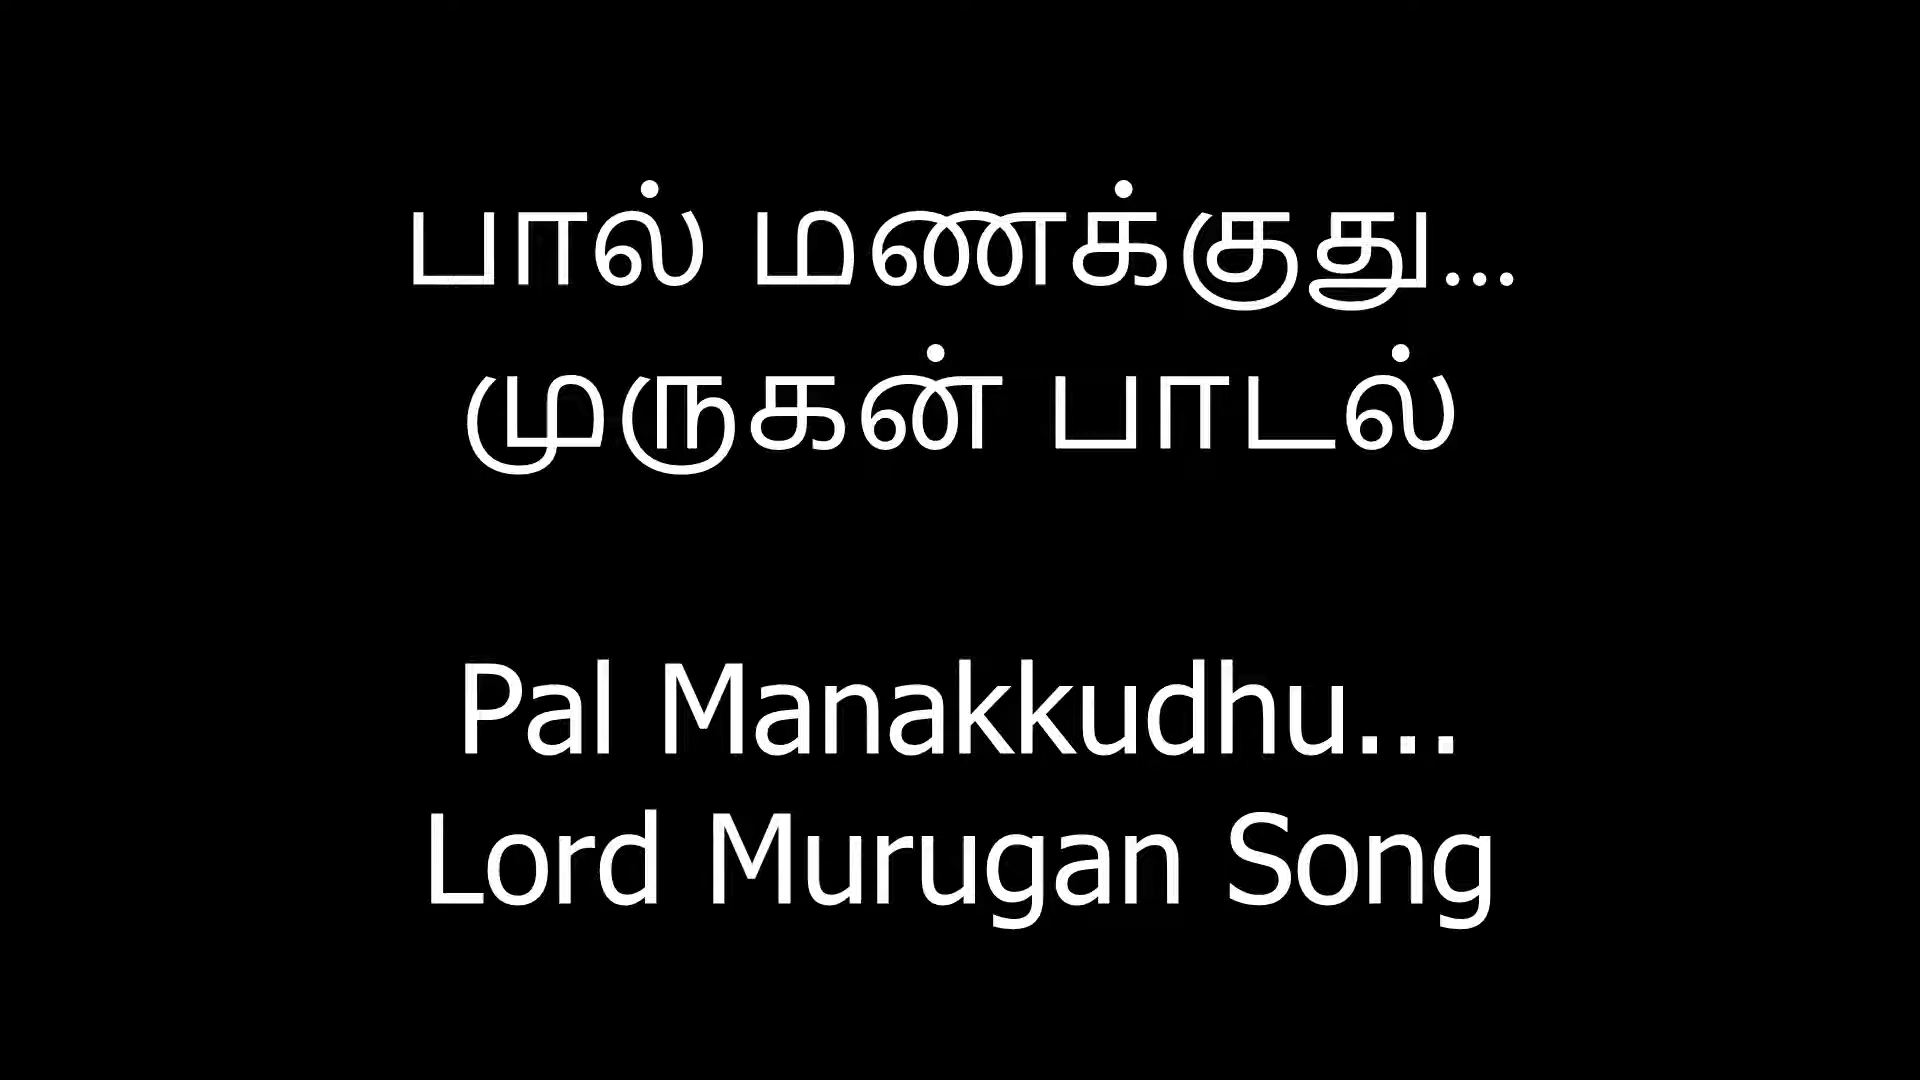 பால் மணக்குது...
முருகன் பாடல்
Pal Manakkudhu...
Lord Murugan Song